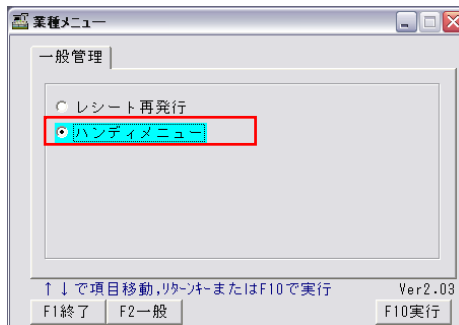 業種メニュー
一般管理
レシート再発行
ハンディメニュー
↑↓で項目移動,ﾘﾀｰﾝｷｰまたはF10で実行 Ver2.03
F1終了 F2一般 F10実行